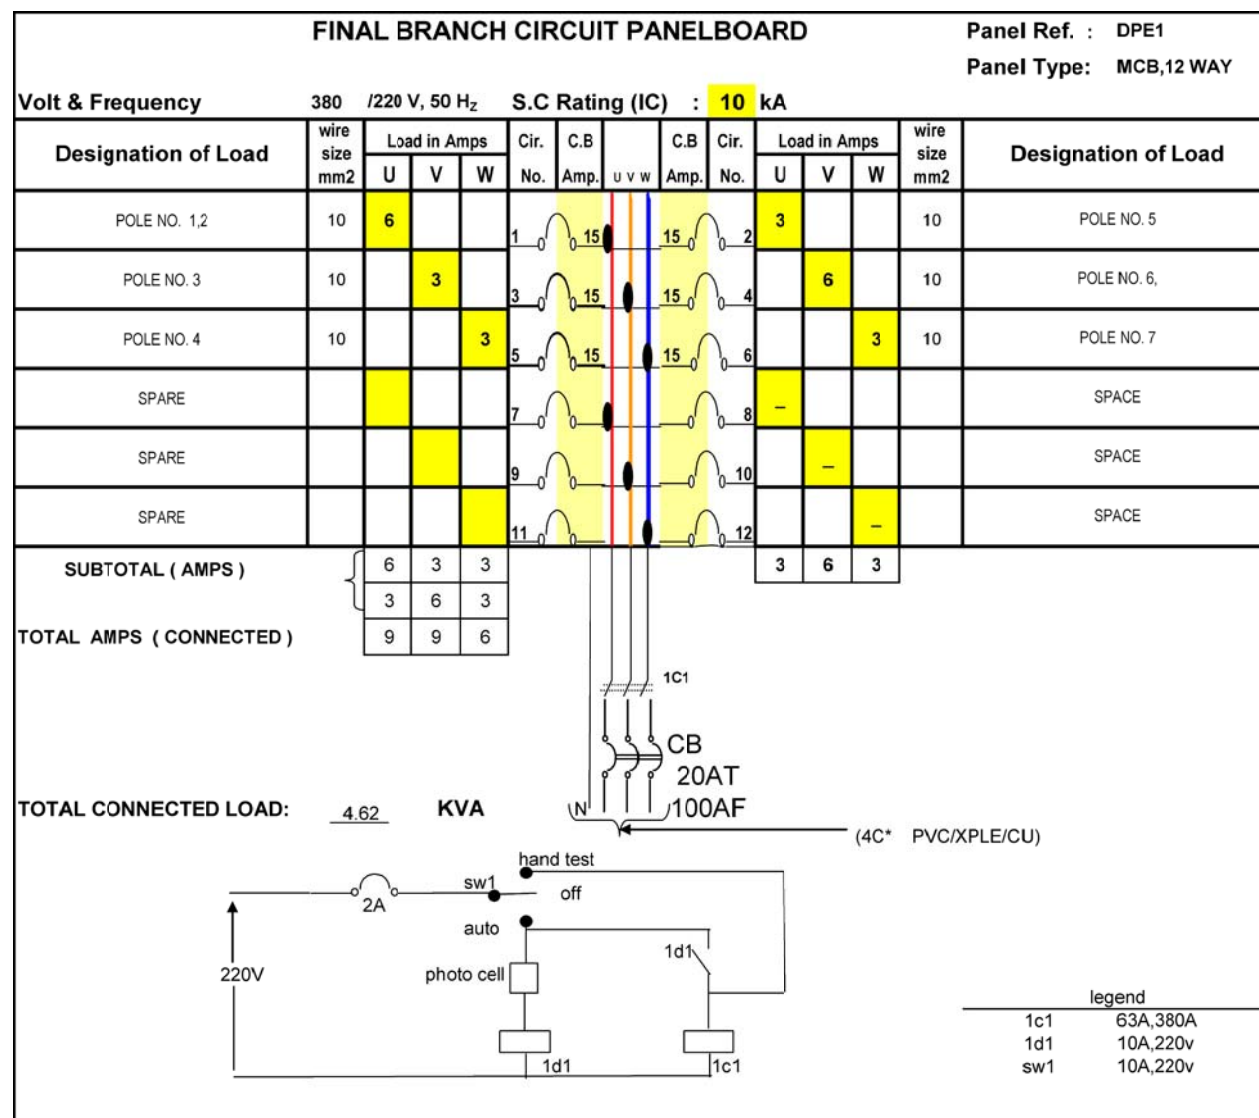 FINAL BRANCH CIRCUIT PANELBOARD Panel Ref. : DPE1
Panel Type: MCB,12 WAY
Volt & Frequency 380 /220 V, 50 Hz S.C Rating (IC) : 10 kA
Designation of Load wire size mm2 Load in Amps Cir. No. C.B Amp. C.B Amp. Cir. No. Load in Amps wire size mm2 Designation of Load
U V W U V W U V W
POLE NO. 1,2 10 6 1 15 15 2 3 10 POLE NO. 5
POLE NO. 3 10 3 3 15 15 4 6 10 POLE NO. 6,
POLE NO. 4 10 3 5 15 15 6 3 10 POLE NO. 7
SPARE 7 8 – SPACE
SPARE 9 10 – SPACE
SPARE 11 12 – SPACE
SUBTOTAL ( AMPS ) 6 3 3 3 6 3
3 6 3
TOTAL AMPS ( CONNECTED ) 9 9 6
1C1
CB
20AT
TOTAL CONNECTED LOAD: 4.62 KVA N 100AF
(4C* PVC/XPLE/CU)
hand test
sw1 off
2A
auto
1d1
220V photo cell
1d1 1c1
legend
1c1 63A,380A
1d1 10A,220v
sw1 10A,220v